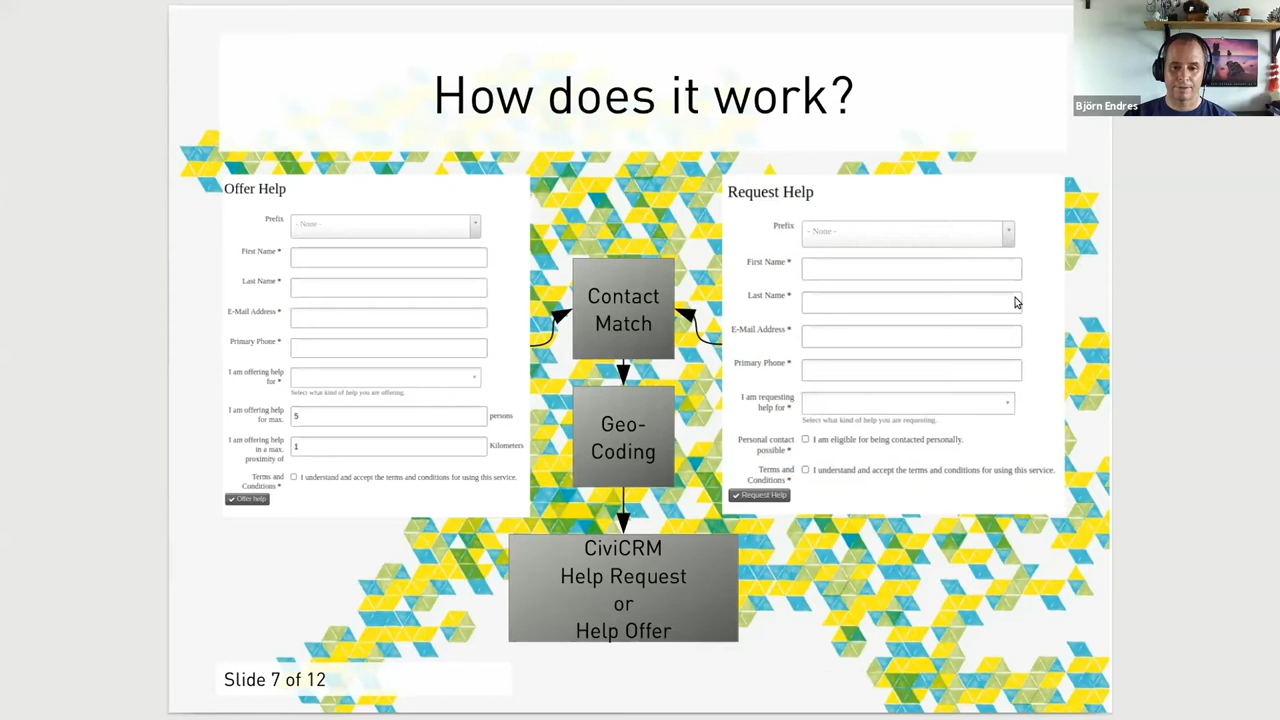 How does it work?
Björn Endres
Offer Help
Prefix
- None -
First Name *
Last Name *
E-Mail Address *
Primary Phone *
I am offering help
for *
Select what kind of help you are offering.
I am offering help
for max.
5
persons
I am offering help
in a max.
proximity of
1
Kilometers
Terms and
Conditions *
I understand and accept the terms and conditions for using this service.
Offer help
Contact
Match
Geo-
Coding
CiviCRM
Help Request
or
Help Offer
Request Help
Prefix
- None -
First Name *
Last Name *
E-Mail Address *
Primary Phone *
I am requesting
help for *
Select what kind of help you are requesting.
Personal contact
possible *
I am eligible for being contacted personally.
Terms and
Conditions *
I understand and accept the terms and conditions for using this service.
Request Help
Slide 7 of 12